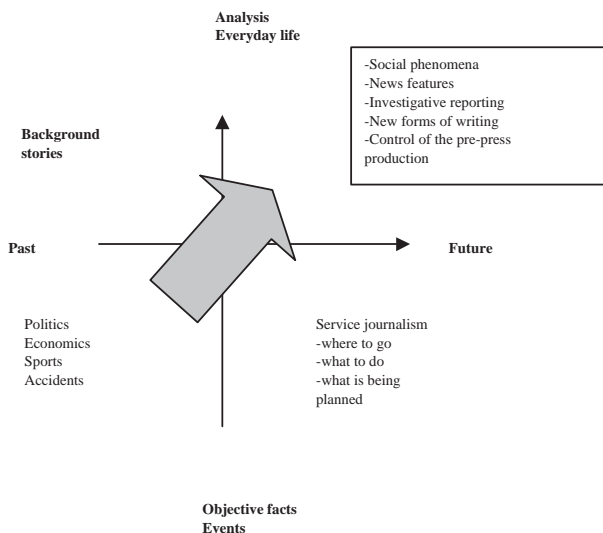 Analysis
Everyday life
-Social phenomena
-News features
-Investigative reporting
-New forms of writing
-Control of the pre-press
production
Background
stories
Past
Future
Politics
Economics
Sports
Accidents
Service journalism
-where to go
-what to do
-what is being
planned
Objective facts
Events